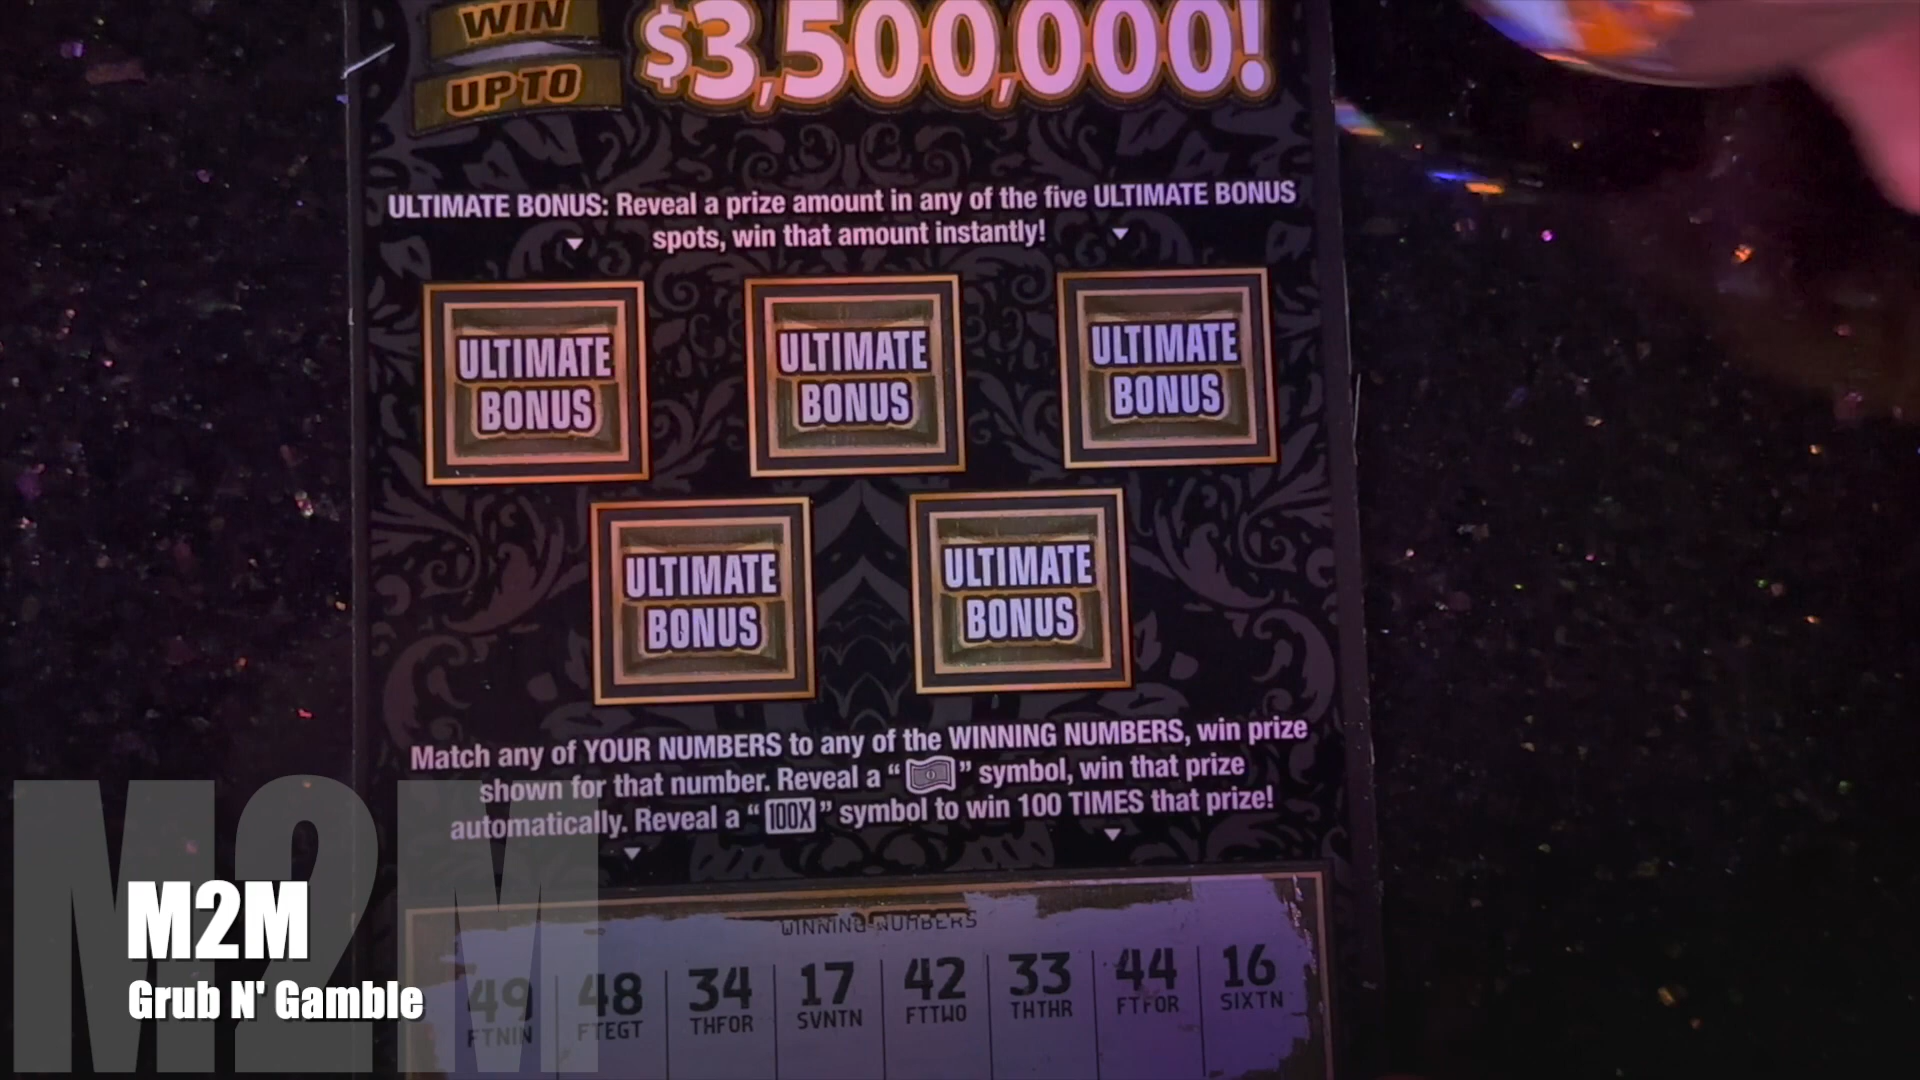 WIN
UP TO
$3,500,000!
ULTIMATE BONUS: Reveal a prize amount in any of the five ULTIMATE BONUS
spots, win that amount instantly!
ULTIMATE
BONUS
ULTIMATE
BONUS
ULTIMATE
BONUS
ULTIMATE
BONUS
ULTIMATE
BONUS
Match any of YOUR NUMBERS to any of the WINNING NUMBERS, win prize
shown for that number. Reveal a “ ” symbol, win that prize
automatically. Reveal a “100X” symbol to win 100 TIMES that prize!
WINNING NUMBERS
49 48 34 17 42 33 44 16
FTNIN FTEGT THFOR SVNTN FTTWO THTHR FTFOR SIXTN
M2M
M2M
Grub N' Gamble